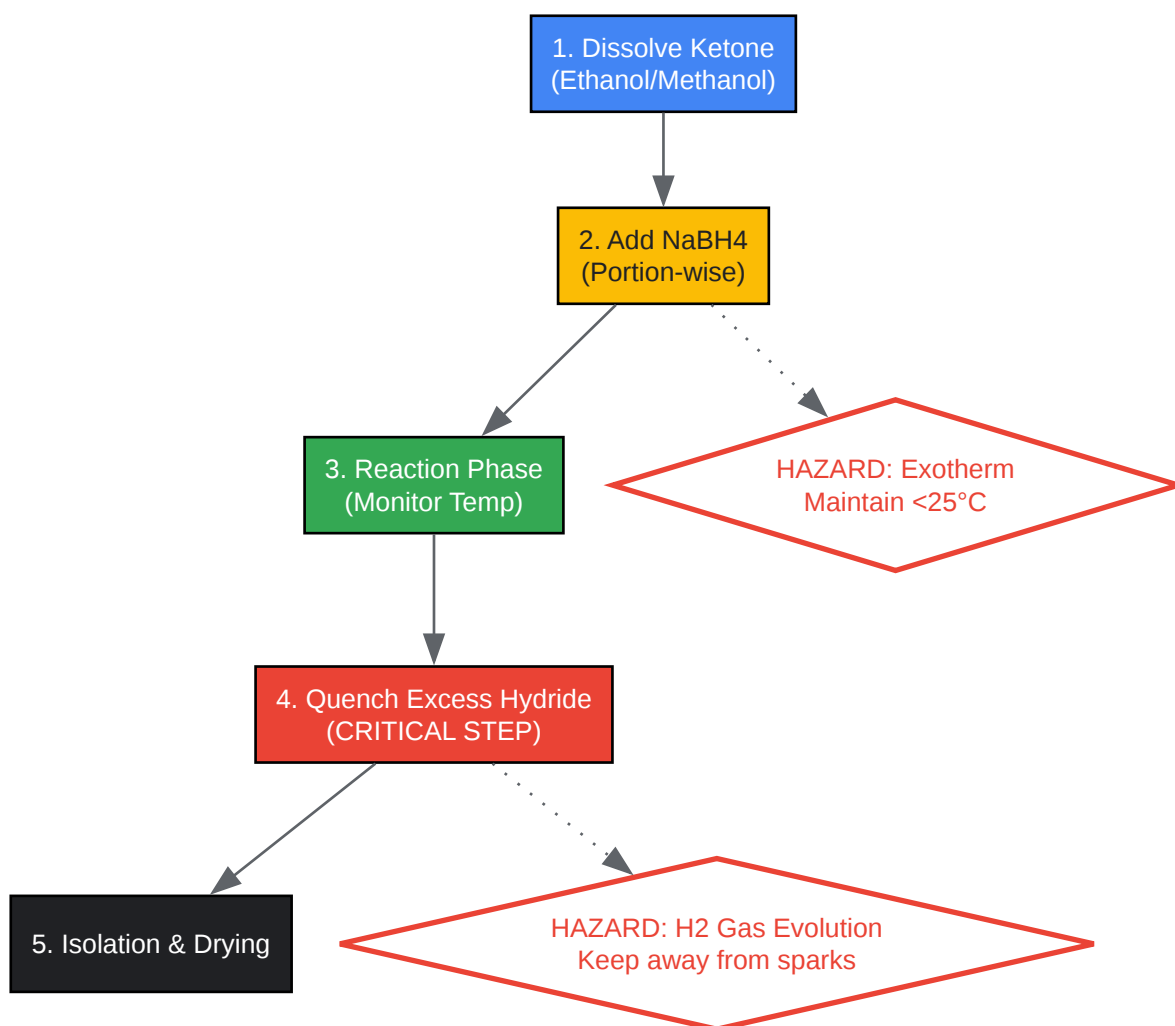 1. Dissolve Ketone
(Ethanol/Methanol)
2. Add NaBH4
(Portion-wise)
3. Reaction Phase
(Monitor Temp)
HAZARD: Exotherm
Maintain <25°C
4. Quench Excess Hydride
(CRITICAL STEP)
5. Isolation & Drying
HAZARD: H2 Gas Evolution
Keep away from sparks